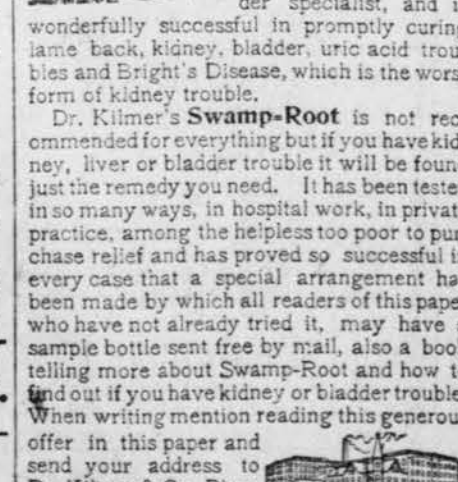 der specialist, and i
wonderfully successful in promptly curing
lame back, kidney, bladder, uric acid trou
bles and Bright's Disease, which is the wors
form of kidney trouble.
Dr. Kilmer's Swamp-Root is not rec
ommended for everything but if you have kid
ney, liver or bladder trouble it will be foun
just the remedy you need. It has been teste
in so many ways, in hospital work, in privat
practice, among the helpless too poor to pur
chase relief and has proved so successful i
every case that a special arrangement ha
been made by which all readers of this pape
who have not already tried it, may have
sample bottle sent free by mail, also a boo
telling more about Swamp-Root and how t
find out if you have kidney or bladder trouble
When writing mention reading this generou
offer in this paper and
send your address to